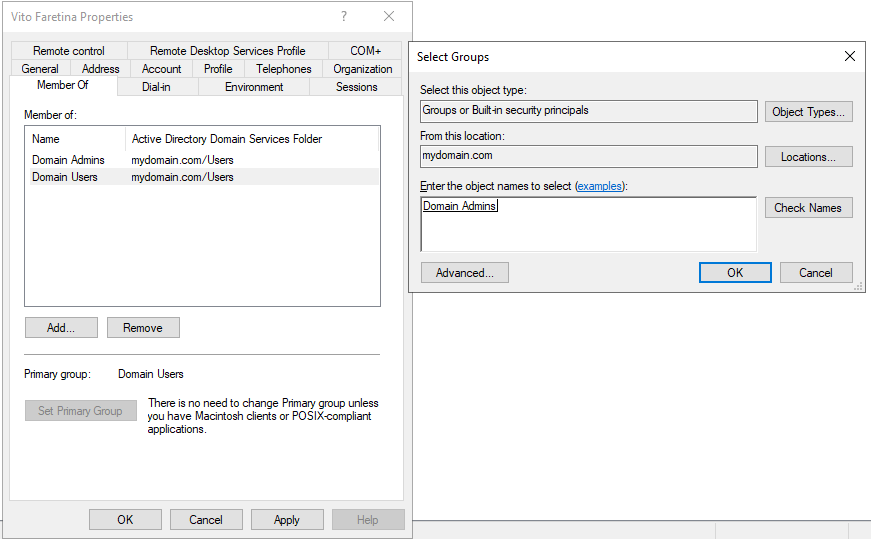 Vito Faretina Properties
?
Remote control
Remote Desktop Services Profile
COM+
General
Address
Account
Profile
Telephones
Organization
Member Of
Dial-in
Environment
Sessions
Member of:
Name
Active Directory Domain Services Folder
Domain Admins
mydomain.com/Users
Domain Users
mydomain.com/Users
Add...
Remove
Primary group:
Domain Users
Set Primary Group
There is no need to change Primary group unless
you have Macintosh clients or POSIX-compliant
applications.
OK
Cancel
Apply
Help
Select Groups
Select this object type:
Groups or Built-in security principals
Object Types...
From this location:
mydomain.com
Locations...
Enter the object names to select (examples):
Domain Admins
Check Names
Advanced...
OK
Cancel